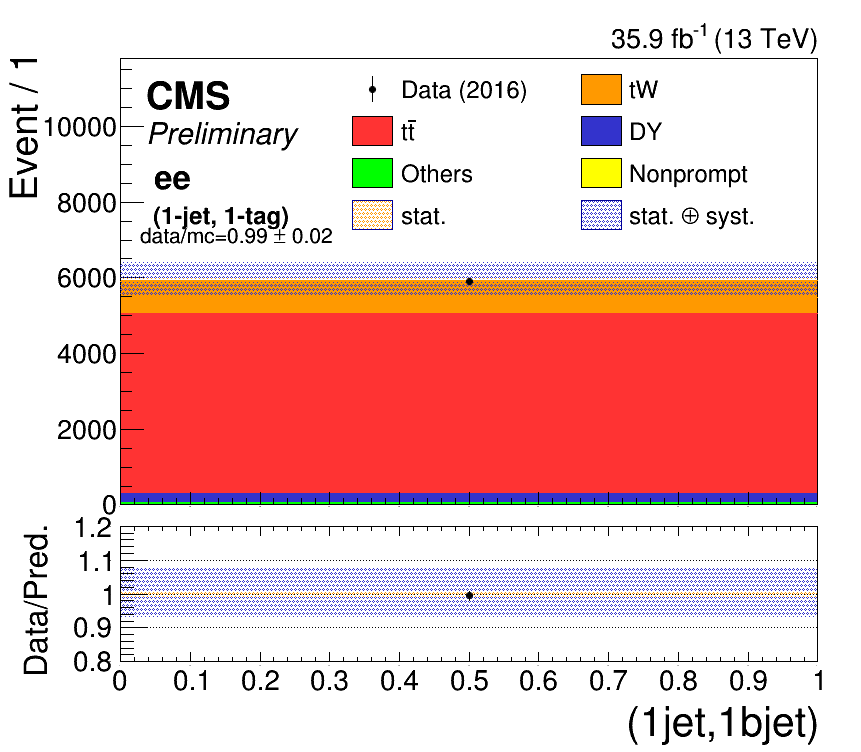 35.9 fb⁻¹ (13 TeV)
Event / 1
CMS
Preliminary
ee
(1-jet, 1-tag)
data/mc=0.99 ± 0.02
Data (2016)
tW
tt̄
DY
Others
Nonprompt
stat.
stat. ⊕ syst.
10000
8000
6000
4000
2000
0
Data/Pred.
1.2
1.1
1
0.9
0.8
0 0.1 0.2 0.3 0.4 0.5 0.6 0.7 0.8 0.9 1
(1jet,1bjet)